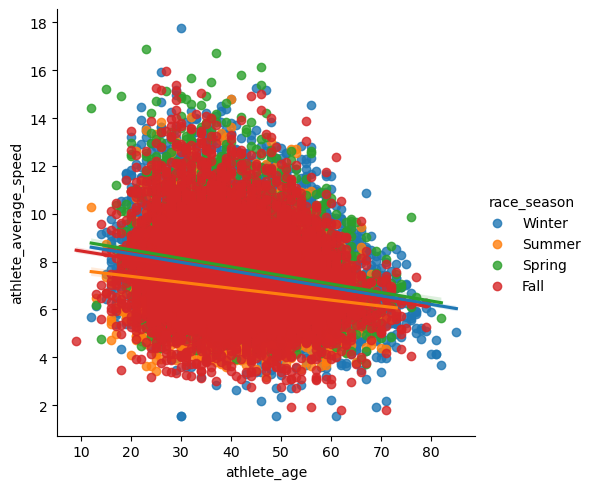 18
16
14
12
10
8
6
4
2
athlete_average_speed
10 20 30 40 50 60 70 80
athlete_age
race_season
Winter
Summer
Spring
Fall